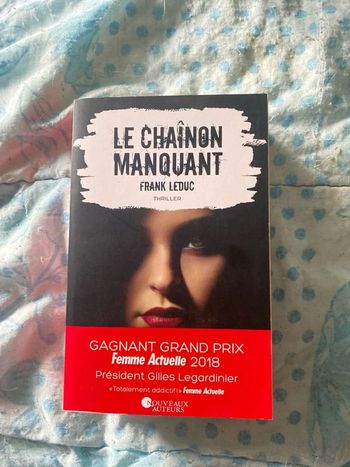 LE CHAÎNON
MANQUANT
FRANK LEDUC
THRILLER
GAGNANT GRAND PRIX
Femme Actuelle 2018
Président Gilles Legardinier
« Totalement addictif ! » Femme Actuelle
NOUVEAUX
AUTEURS